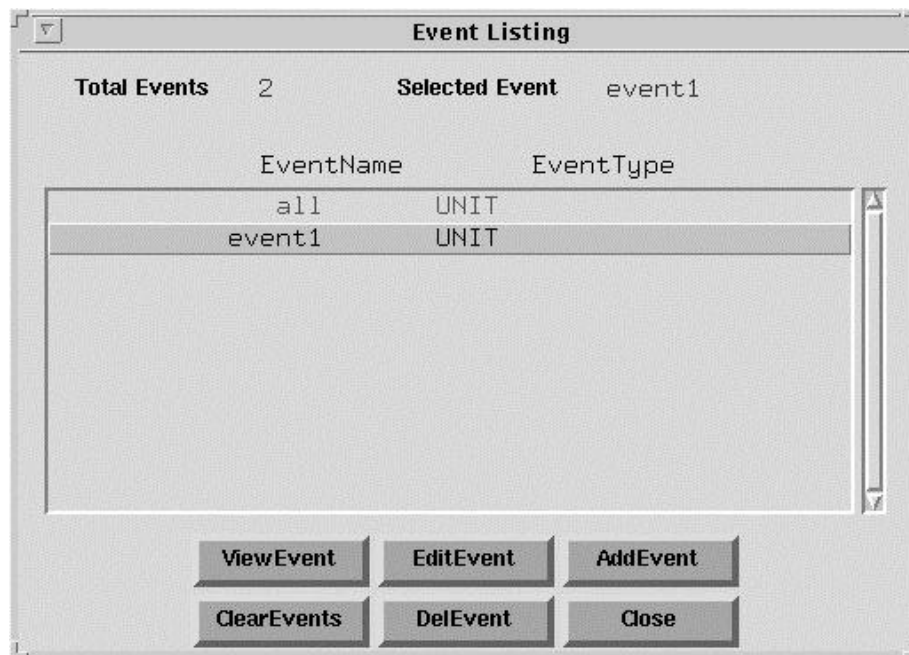 Event Listing
Total Events 2 Selected Event event1
EventName EventType
all UNIT
event1 UNIT
ViewEvent EditEvent AddEvent
ClearEvents DelEvent Close